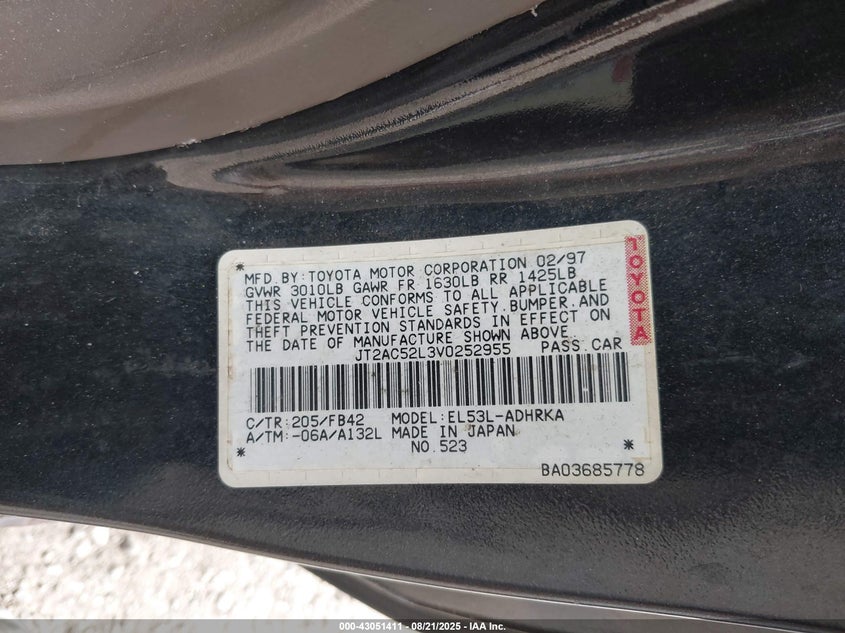 MFD.BY:TOYOTA MOTOR CORPORATION 02/97
GVWR 3010LB GAWR FR 1630LB RR 1425LB
THIS VEHICLE CONFORMS TO ALL APPLICABLE
FEDERAL MOTOR VEHICLE SAFETY.BUMPER.AND
THEFT PREVENTION STANDARDS IN EFFECT ON
THE DATE OF MANUFACTURE SHOWN ABOVE.
JT2AC52L3V0252955 PASS.CAR
TOYOTA
C/TR:205/FB42 MODEL:EL53L-ADHRKA
A/TM:-06A/A132L MADE IN JAPAN
NO.523
BA03685778
000-43051411 - 08/21/2025 - IAA Inc.